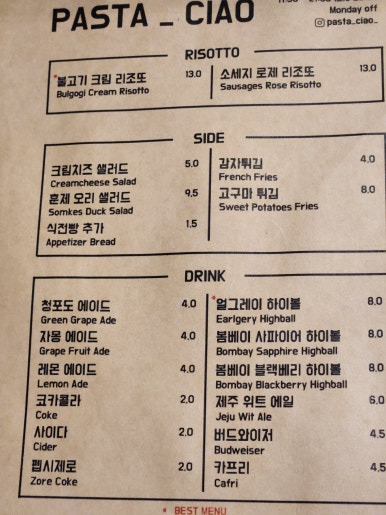 PASTA _ CIAO
Monday off
pasta_ciao_
RISOTTO
*불고기 크림 리조또 13.0
Bulgogi Cream Risotto
소세지 로제 리조또 13.0
Sausages Rose Risotto
SIDE
크림치즈 샐러드 5.0
Creamcheese Salad
훈제 오리 샐러드 9.5
Somkes Duck Salad
식전빵 추가 1.5
Appetizer Bread
감자튀김 4.0
French Fries
고구마 튀김 8.0
Sweet Potatoes Fries
DRINK
청포도 에이드 4.0
Green Grape Ade
자몽 에이드 4.0
Grape Fruit Ade
레몬 에이드 4.0
Lemon Ade
코카콜라 2.0
Coke
사이다 2.0
Cider
펩시제로 2.0
Zore Coke
*얼그레이 하이볼 8.0
Earlgery Highball
봄베이 사파이어 하이볼 8.0
Bombay Sapphire Highball
봄베이 블랙베리 하이볼 8.0
Bombay Blackberry Highball
제주 위트 에일 6.0
Jeju Wit Ale
버드와이저 4.5
Budweiser
카프리 4.5
Cafri
* BEST MENU